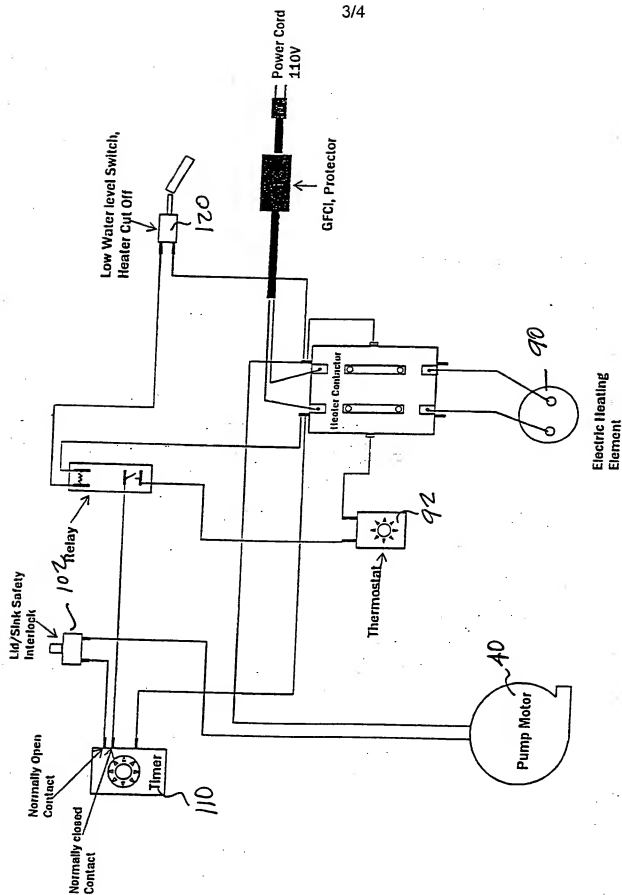 3/4
Power Cord
110V
GFCI, Protector
Low Water level Switch,
Heater Cut Off
120
Heater Contuctor
90
Electric Heating
Element
Relay
Thermostat
92
Lid/Sink Safety
Interlock
102
Normally Open
Contact
Normally closed
Contact
Timer
110
Pump Motor
40